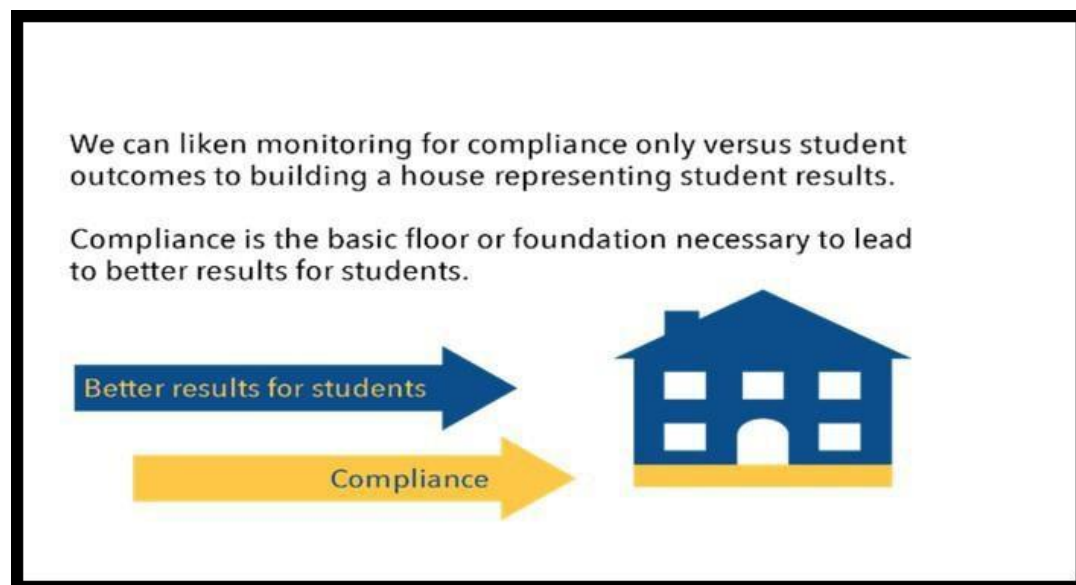 We can liken monitoring for compliance only versus student
outcomes to building a house representing student results.
Compliance is the basic floor or foundation necessary to lead
to better results for students.
Better results for students
Compliance